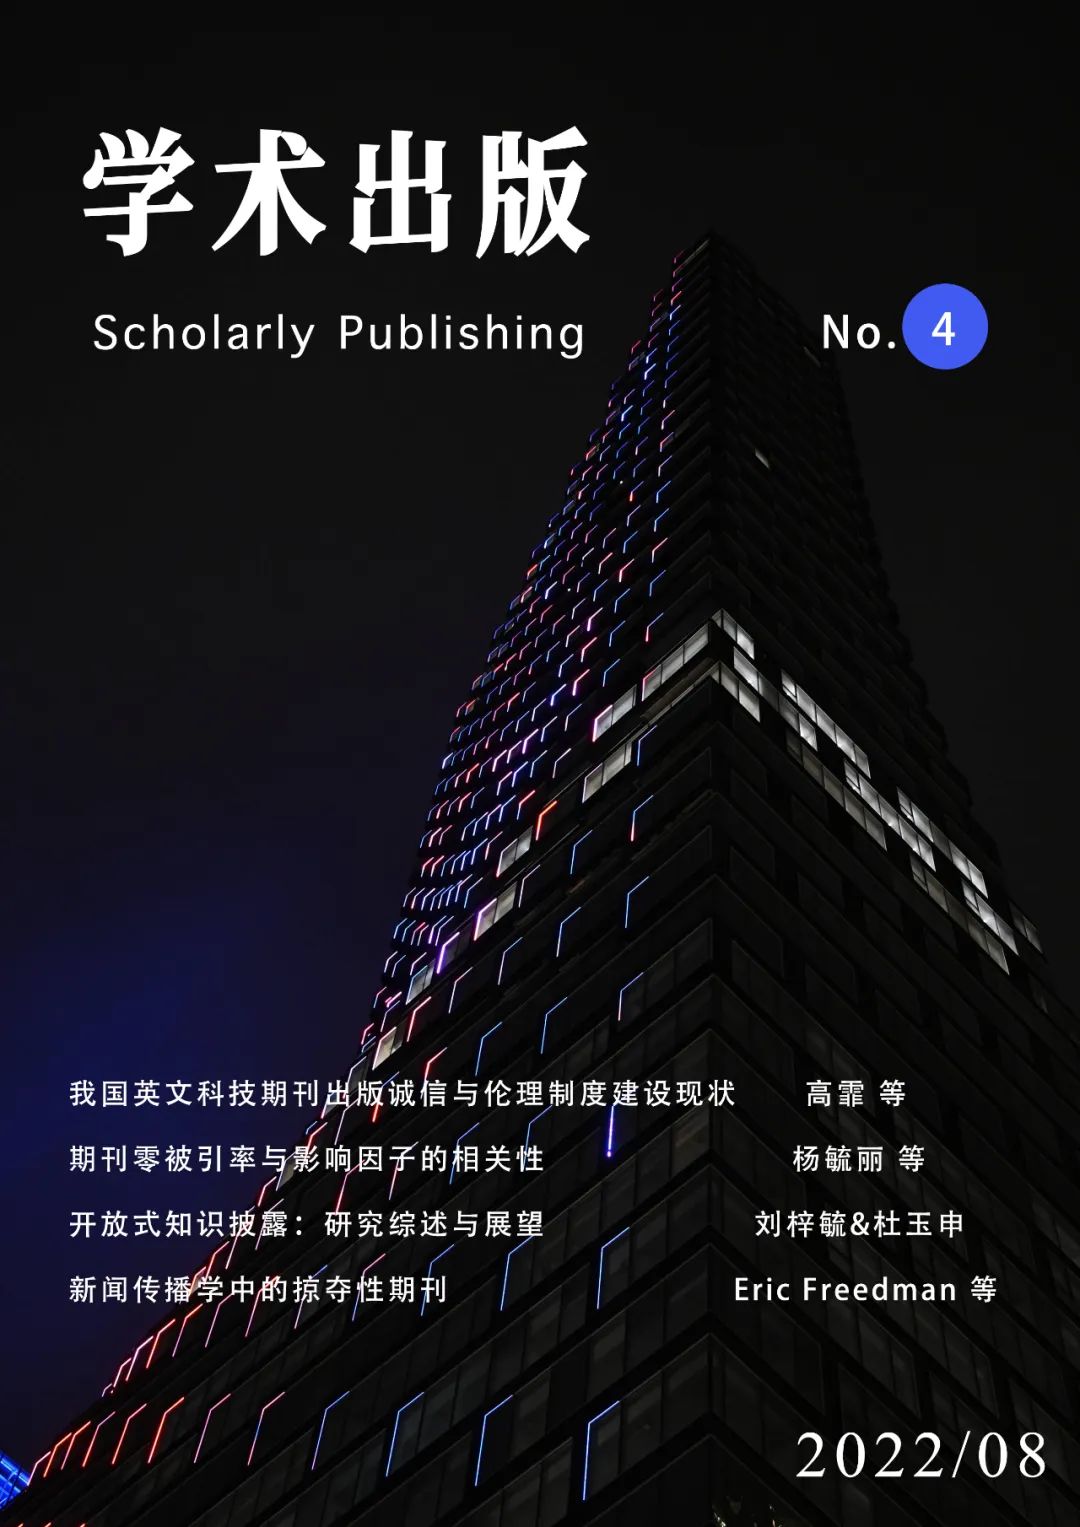 学术出版
Scholarly Publishing No. 4
我国英文科技期刊出版诚信与伦理制度建设现状 高霏 等
期刊零被引率与影响因子的相关性 杨毓丽 等
开放式知识披露：研究综述与展望 刘梓毓&杜玉申
新闻传播学中的掠夺性期刊 Eric Freedman 等
2022/08